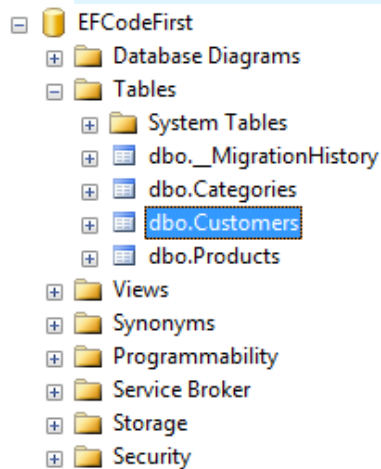 EFCodeFirst
Database Diagrams
Tables
System Tables
dbo.__MigrationHistory
dbo.Categories
dbo.Customers
dbo.Products
Views
Synonyms
Programmability
Service Broker
Storage
Security